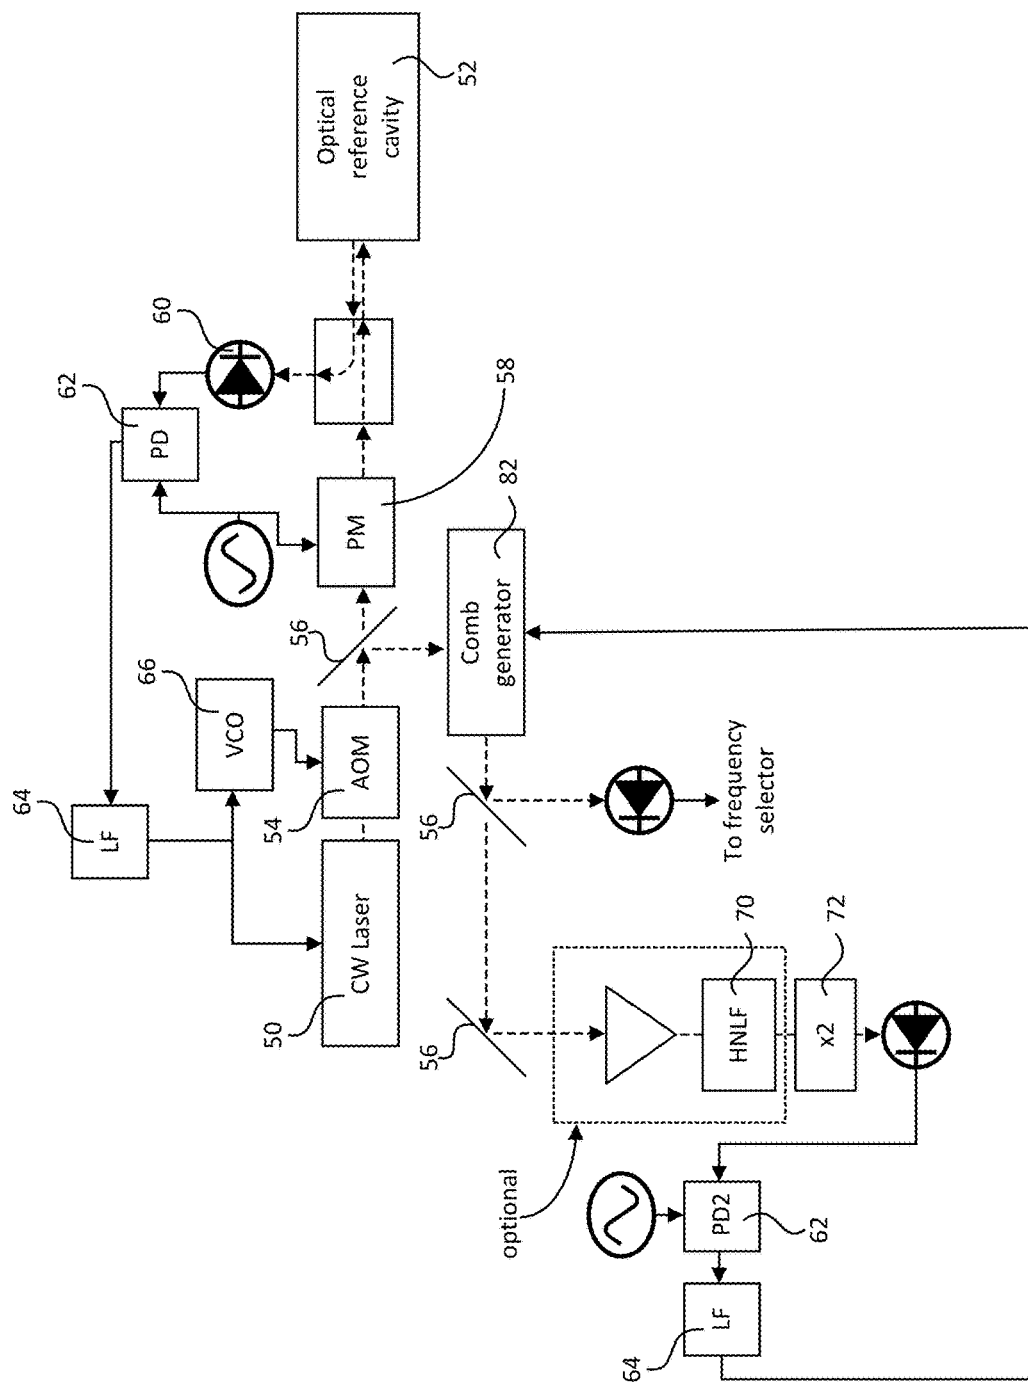 Optical
reference
cavity
52
60
62
PD
58
PM
82
Comb
generator
56
66
VCO
AOM
54
64
LF
CW Laser
50
56
To frequency
selector
56
70
HNLF
72
x2
optional
PD2
62
LF
64